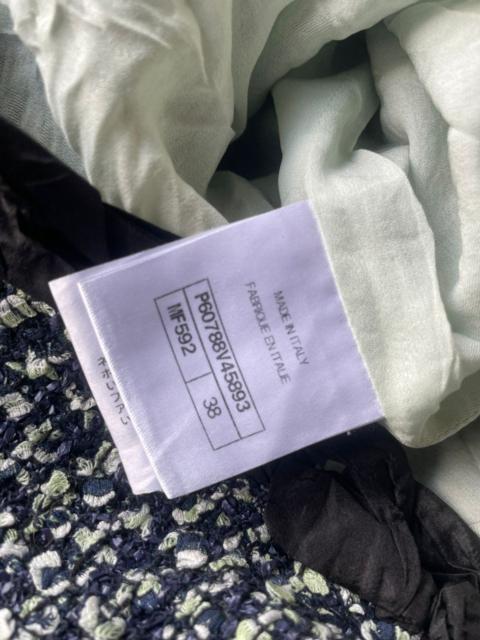 MADE IN ITALY
FABRIQUE EN ITALIE
P60788V45893
MF592 38